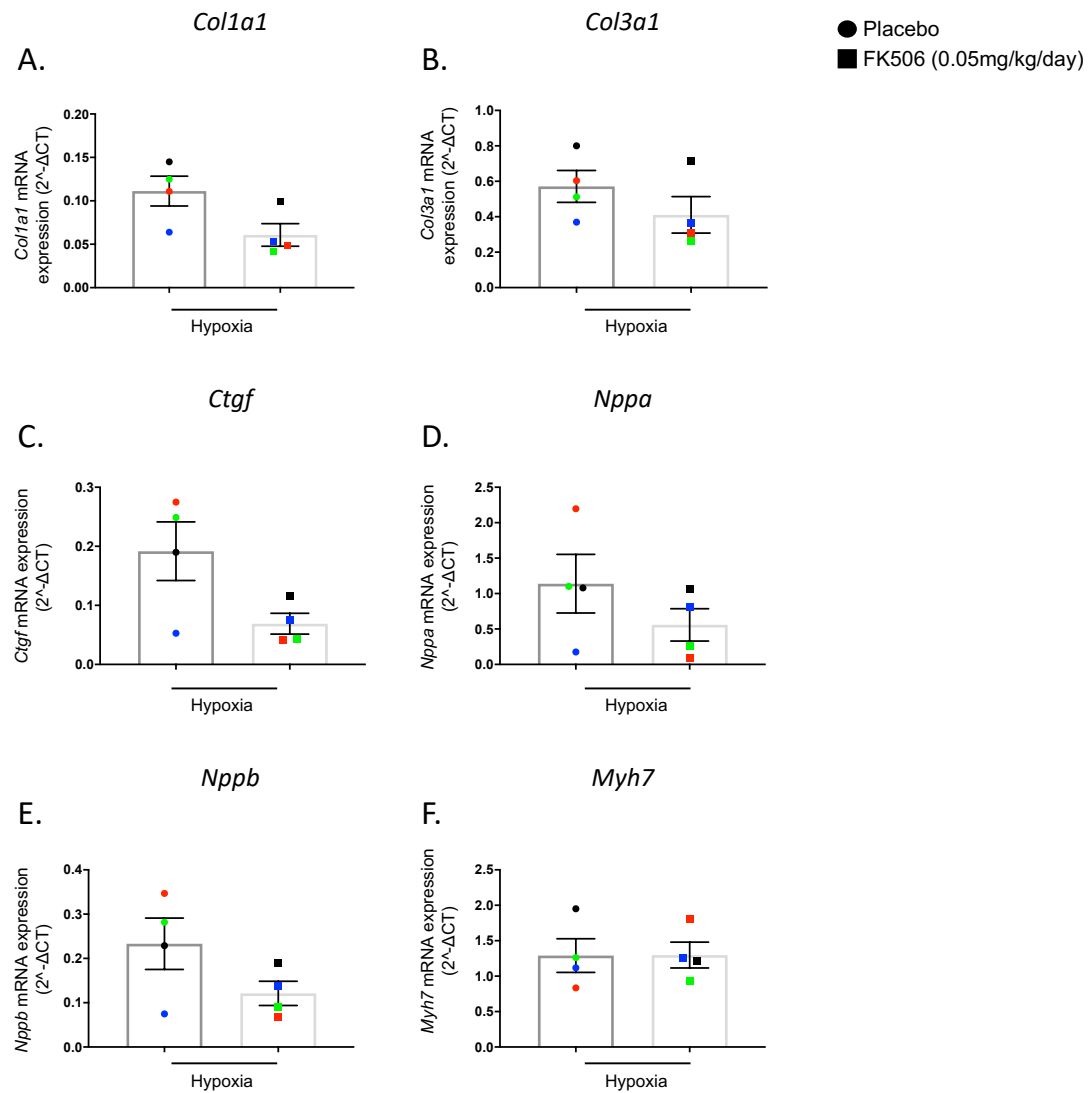 Col1a1
Col3a1
Placebo
FK506 (0.05mg/kg/day)
A.
B.
Col1a1 mRNA
expression (2^-ΔCT)
0.20
0.15
0.10
0.05
0.00
Hypoxia
Col3a1 mRNA
expression (2^-ΔCT)
1.0
0.8
0.6
0.4
0.2
0.0
Hypoxia
Ctgf
Nppa
C.
D.
Ctgf mRNA expression
(2^-ΔCT)
0.3
0.2
0.1
0.0
Hypoxia
Nppa mRNA expression
(2^-ΔCT)
2.5
2.0
1.5
1.0
0.5
0.0
Hypoxia
Nppb
Myh7
E.
F.
Nppb mRNA expression
(2^-ΔCT)
0.4
0.3
0.2
0.1
0.0
Hypoxia
Myh7 mRNA expression
(2^-ΔCT)
2.5
2.0
1.5
1.0
0.5
0.0
Hypoxia